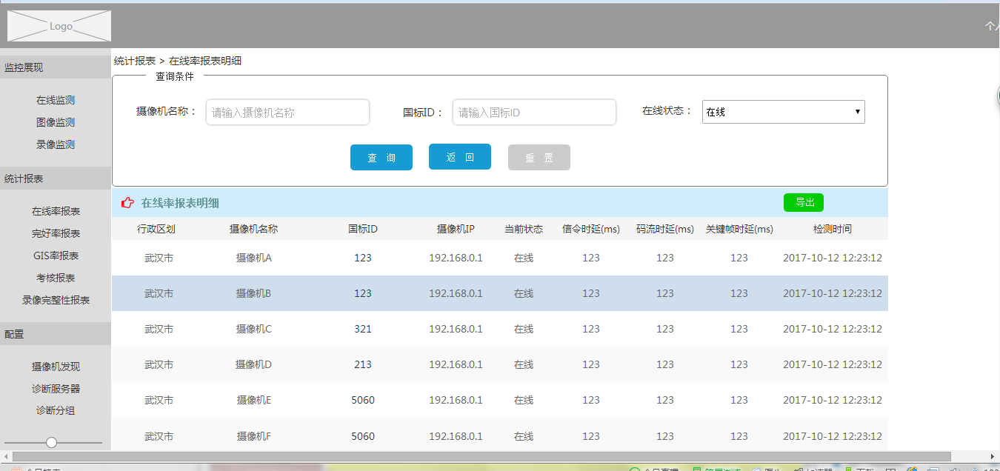 Logo
个人
监控展现
在线监测
图像监测
录像监测
统计报表
在线率报表
完好率报表
GIS率报表
考核报表
录像完整性报表
配置
摄像机发现
诊断服务器
诊断分组
统计报表 > 在线率报表明细
查询条件
摄像机名称： 请输入摄像机名称 国标ID： 请输入国标ID 在线状态： 在线
查 询 返 回 重 置
在线率报表明细 导出
行政区划 摄像机名称 国标ID 摄像机IP 当前状态 信令时延(ms) 码流时延(ms) 关键帧时延(ms) 检测时间
武汉市 摄像机A 123 192.168.0.1 在线 123 123 123 2017-10-12 12:23:12
武汉市 摄像机B 123 192.168.0.1 在线 123 123 123 2017-10-12 12:23:12
武汉市 摄像机C 321 192.168.0.1 在线 123 123 123 2017-10-12 12:23:12
武汉市 摄像机D 213 192.168.0.1 在线 123 123 123 2017-10-12 12:23:12
武汉市 摄像机E 5060 192.168.0.1 在线 123 123 123 2017-10-12 12:23:12
武汉市 摄像机F 5060 192.168.0.1 在线 123 123 123 2017-10-12 12:23:12